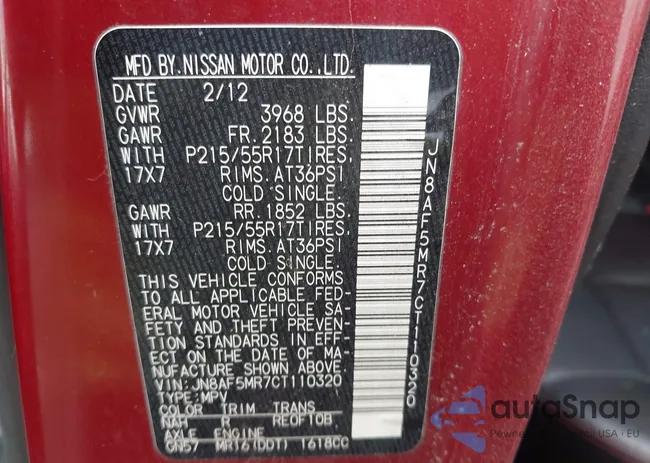 MFD BY.NISSAN MOTOR CO.,LTD.
DATE 2/12
GVWR 3968 LBS.
GAWR FR.2183 LBS.
WITH P215/55R17TIRES,
17X7 RIMS.AT36PSI
COLD SINGLE.
GAWR RR.1852 LBS.
WITH P215/55R17TIRES,
17X7 RIMS.AT36PSI
COLD SINGLE.
THIS VEHICLE CONFORMS
TO ALL APPLICABLE FED-
ERAL MOTOR VEHICLE SA-
FETY AND THEFT PREVEN-
TION STANDARDS IN EFF-
ECT ON THE DATE OF MA-
NUFACTURE SHOWN ABOVE.
VIN:JN8AF5MR7CT110320
TYPE:MPV
COLOR TRIM TRANS
NAH R RE0F10B
AXLE ENGINE
GN57 MR16(DDT) 1618CC
JN8AF5MR7CT110320
autoSnap